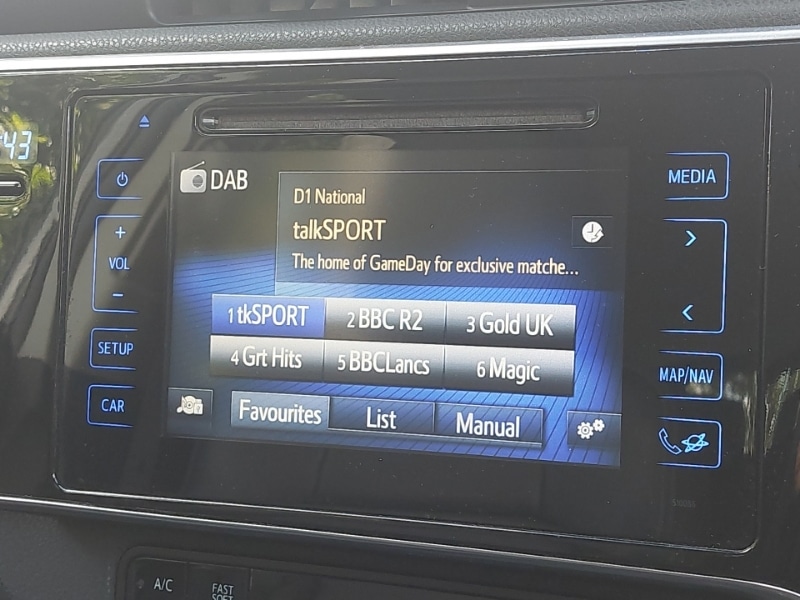 43
DAB
D1 National
talkSPORT
The home of GameDay for exclusive matche...
1 tkSPORT
2 BBC R2
3 Gold UK
4 Grt Hits
5 BBCLancs
6 Magic
Favourites
List
Manual
+
VOL
−
SETUP
CAR
MEDIA
>
<
MAP/NAV
A/C
FAST
SOFT